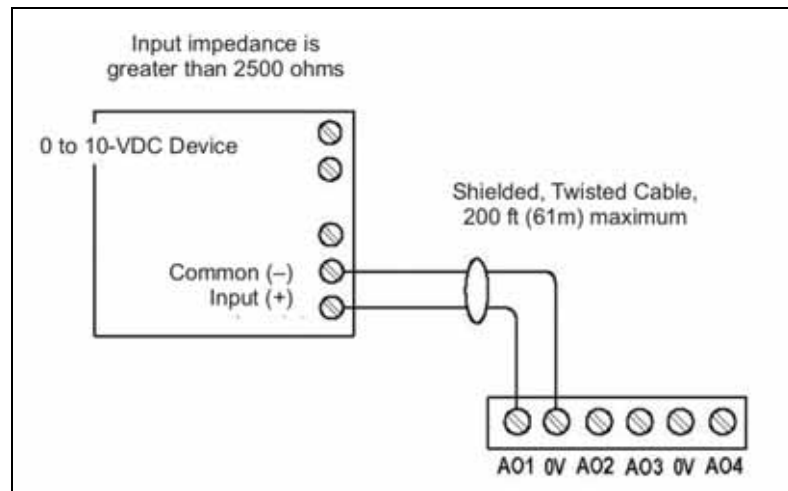 Input impedance is
greater than 2500 ohms
0 to 10-VDC Device
Shielded, Twisted Cable,
200 ft (61m) maximum
Common (–)
Input (+)
AO1 0V AO2 AO3 0V AO4